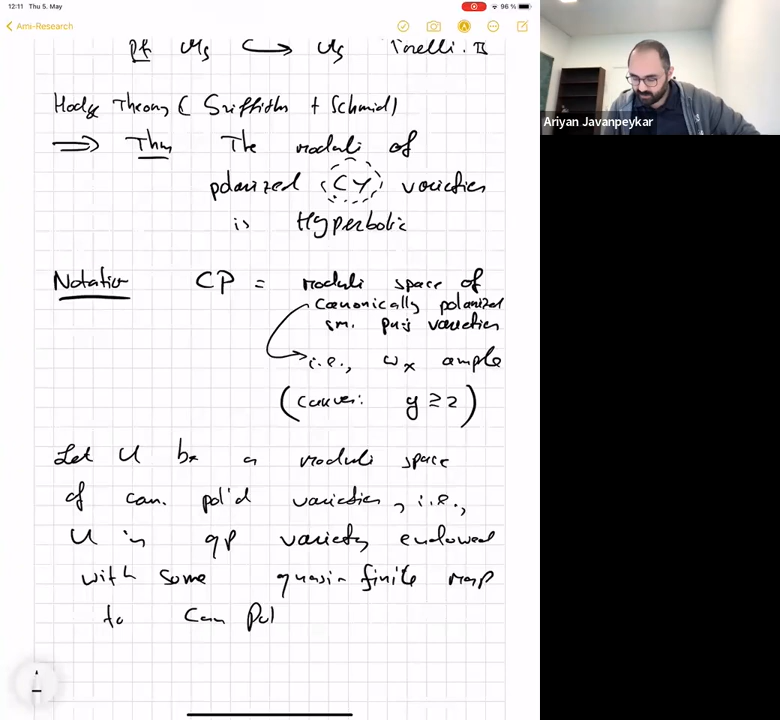 12:11 Thu 5. May
96 %
Ami-Research
Pf Mg ↪ Ag Torelli. □
Hodge Theory ( Griffiths + Schmid)
⟹ Thm The moduli of
polarized CY varieties
is Hyperbolic
Notation CP = moduli space of
canonically polarized
sm. proj varieties
i.e., ω_X ample
(curves: g ≥ 2)
Let U be a moduli space
of can. pol'd varieties, i.e.,
U is qp variety endowed
with some quasi-finite map
to Can Pol
Ariyan Javanpeykar